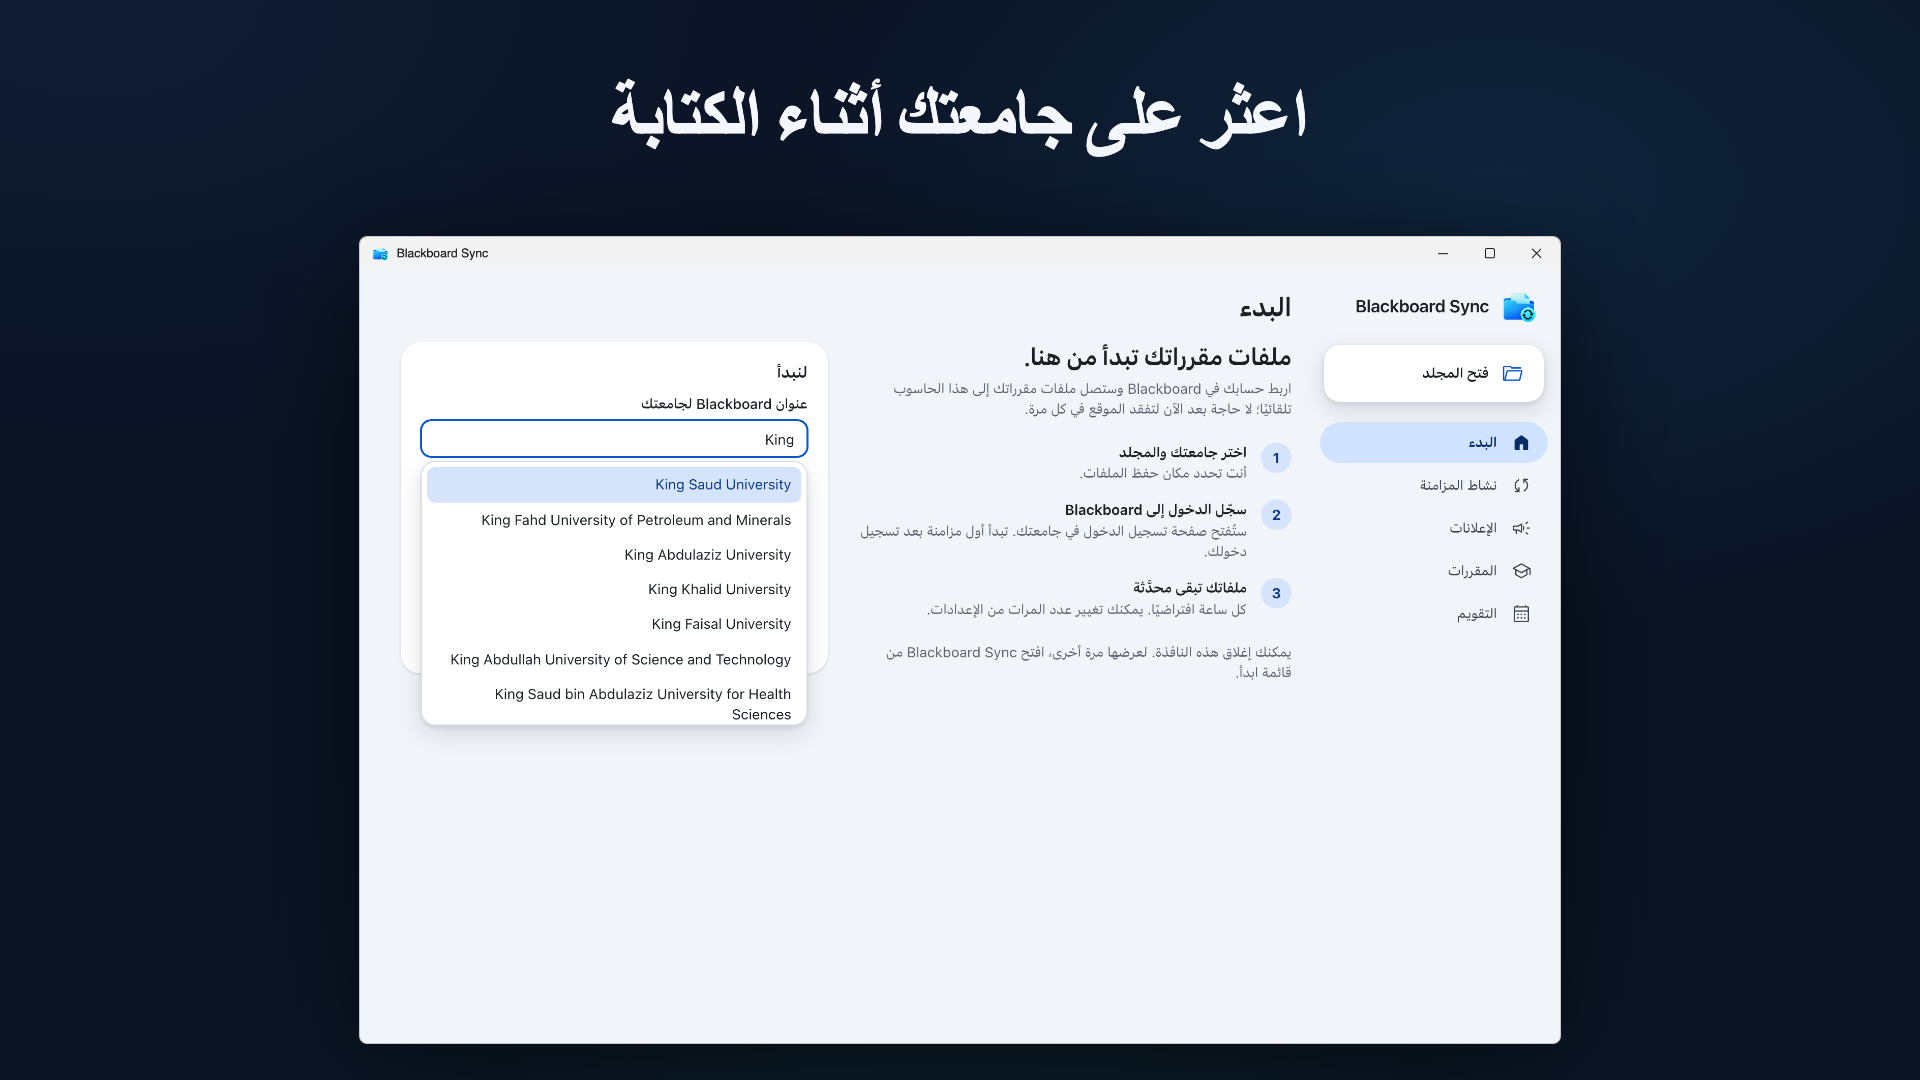 اعثر على جامعتك أثناء الكتابة
Blackboard Sync
Blackboard Sync
فتح المجلد
البدء
نشاط المزامنة
الإعلانات
المقررات
التقويم
البدء
ملفات مقرراتك تبدأ من هنا.
اربط حسابك في Blackboard وستصل ملفات مقرراتك إلى هذا الحاسوب
تلقائيًا؛ لا حاجة بعد الآن لتفقد الموقع في كل مرة.
1
اختر جامعتك والمجلد
أنت تحدد مكان حفظ الملفات.
2
سجّل الدخول إلى Blackboard
ستُفتح صفحة تسجيل الدخول في جامعتك. تبدأ أول مزامنة بعد تسجيل
دخولك.
3
ملفاتك تبقى محدَّثة
كل ساعة افتراضيًا. يمكنك تغيير عدد المرات من الإعدادات.
يمكنك إغلاق هذه النافذة. لعرضها مرة أخرى، افتح Blackboard Sync من
قائمة ابدأ.
لنبدأ
عنوان Blackboard لجامعتك
King
King Saud University
King Fahd University of Petroleum and Minerals
King Abdulaziz University
King Khalid University
King Faisal University
King Abdullah University of Science and Technology
King Saud bin Abdulaziz University for Health
Sciences